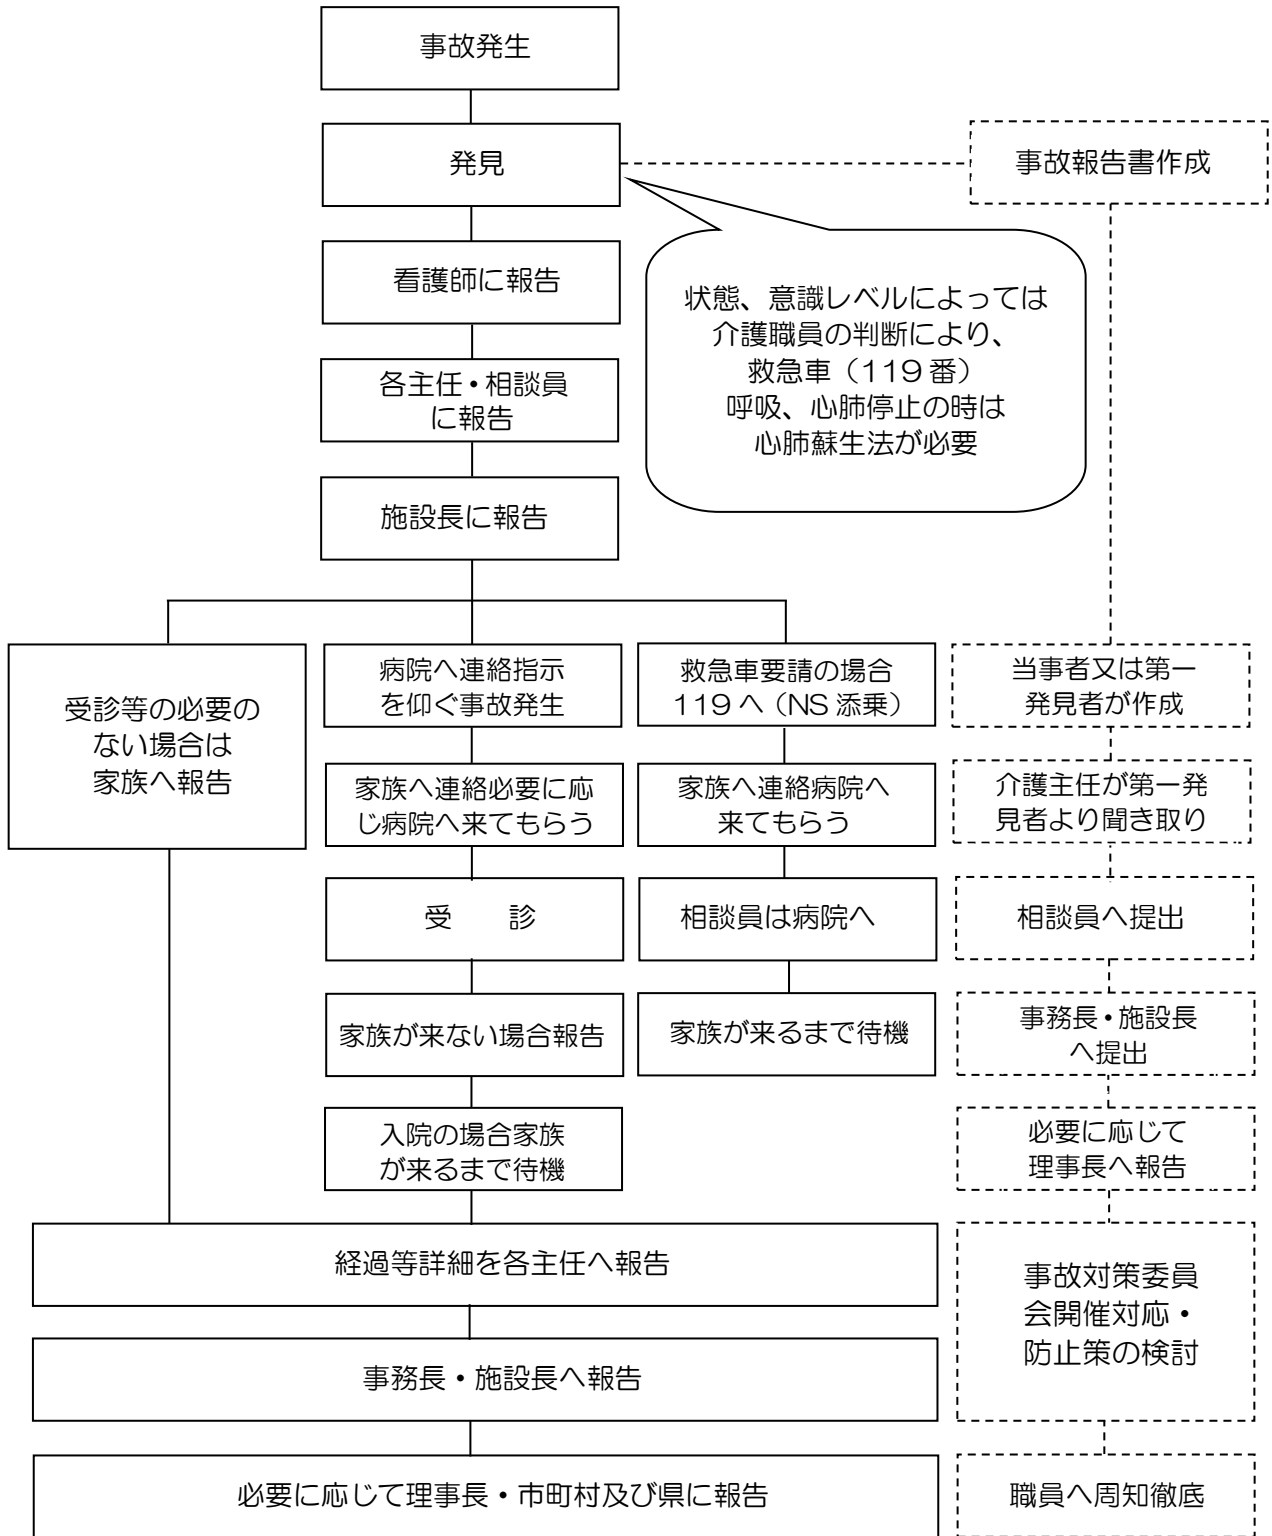 事故発生
発見
事故報告書作成
看護師に報告
状態、意識レベルによっては
介護職員の判断により、
救急車（119番）
呼吸、心肺停止の時は
心肺蘇生法が必要
各主任・相談員
に報告
施設長に報告
受診等の必要の
ない場合は
家族へ報告
病院へ連絡指示
を仰ぐ事故発生
家族へ連絡必要に応
じ病院へ来てもらう
受　　診
家族が来ない場合報告
入院の場合家族
が来るまで待機
救急車要請の場合
119へ（NS添乗）
家族へ連絡病院へ
来てもらう
相談員は病院へ
家族が来るまで待機
当事者又は第一
発見者が作成
介護主任が第一発
見者より聞き取り
相談員へ提出
事務長・施設長
へ提出
必要に応じて
理事長へ報告
事故対策委員
会開催対応・
防止策の検討
職員へ周知徹底
経過等詳細を各主任へ報告
事務長・施設長へ報告
必要に応じて理事長・市町村及び県に報告